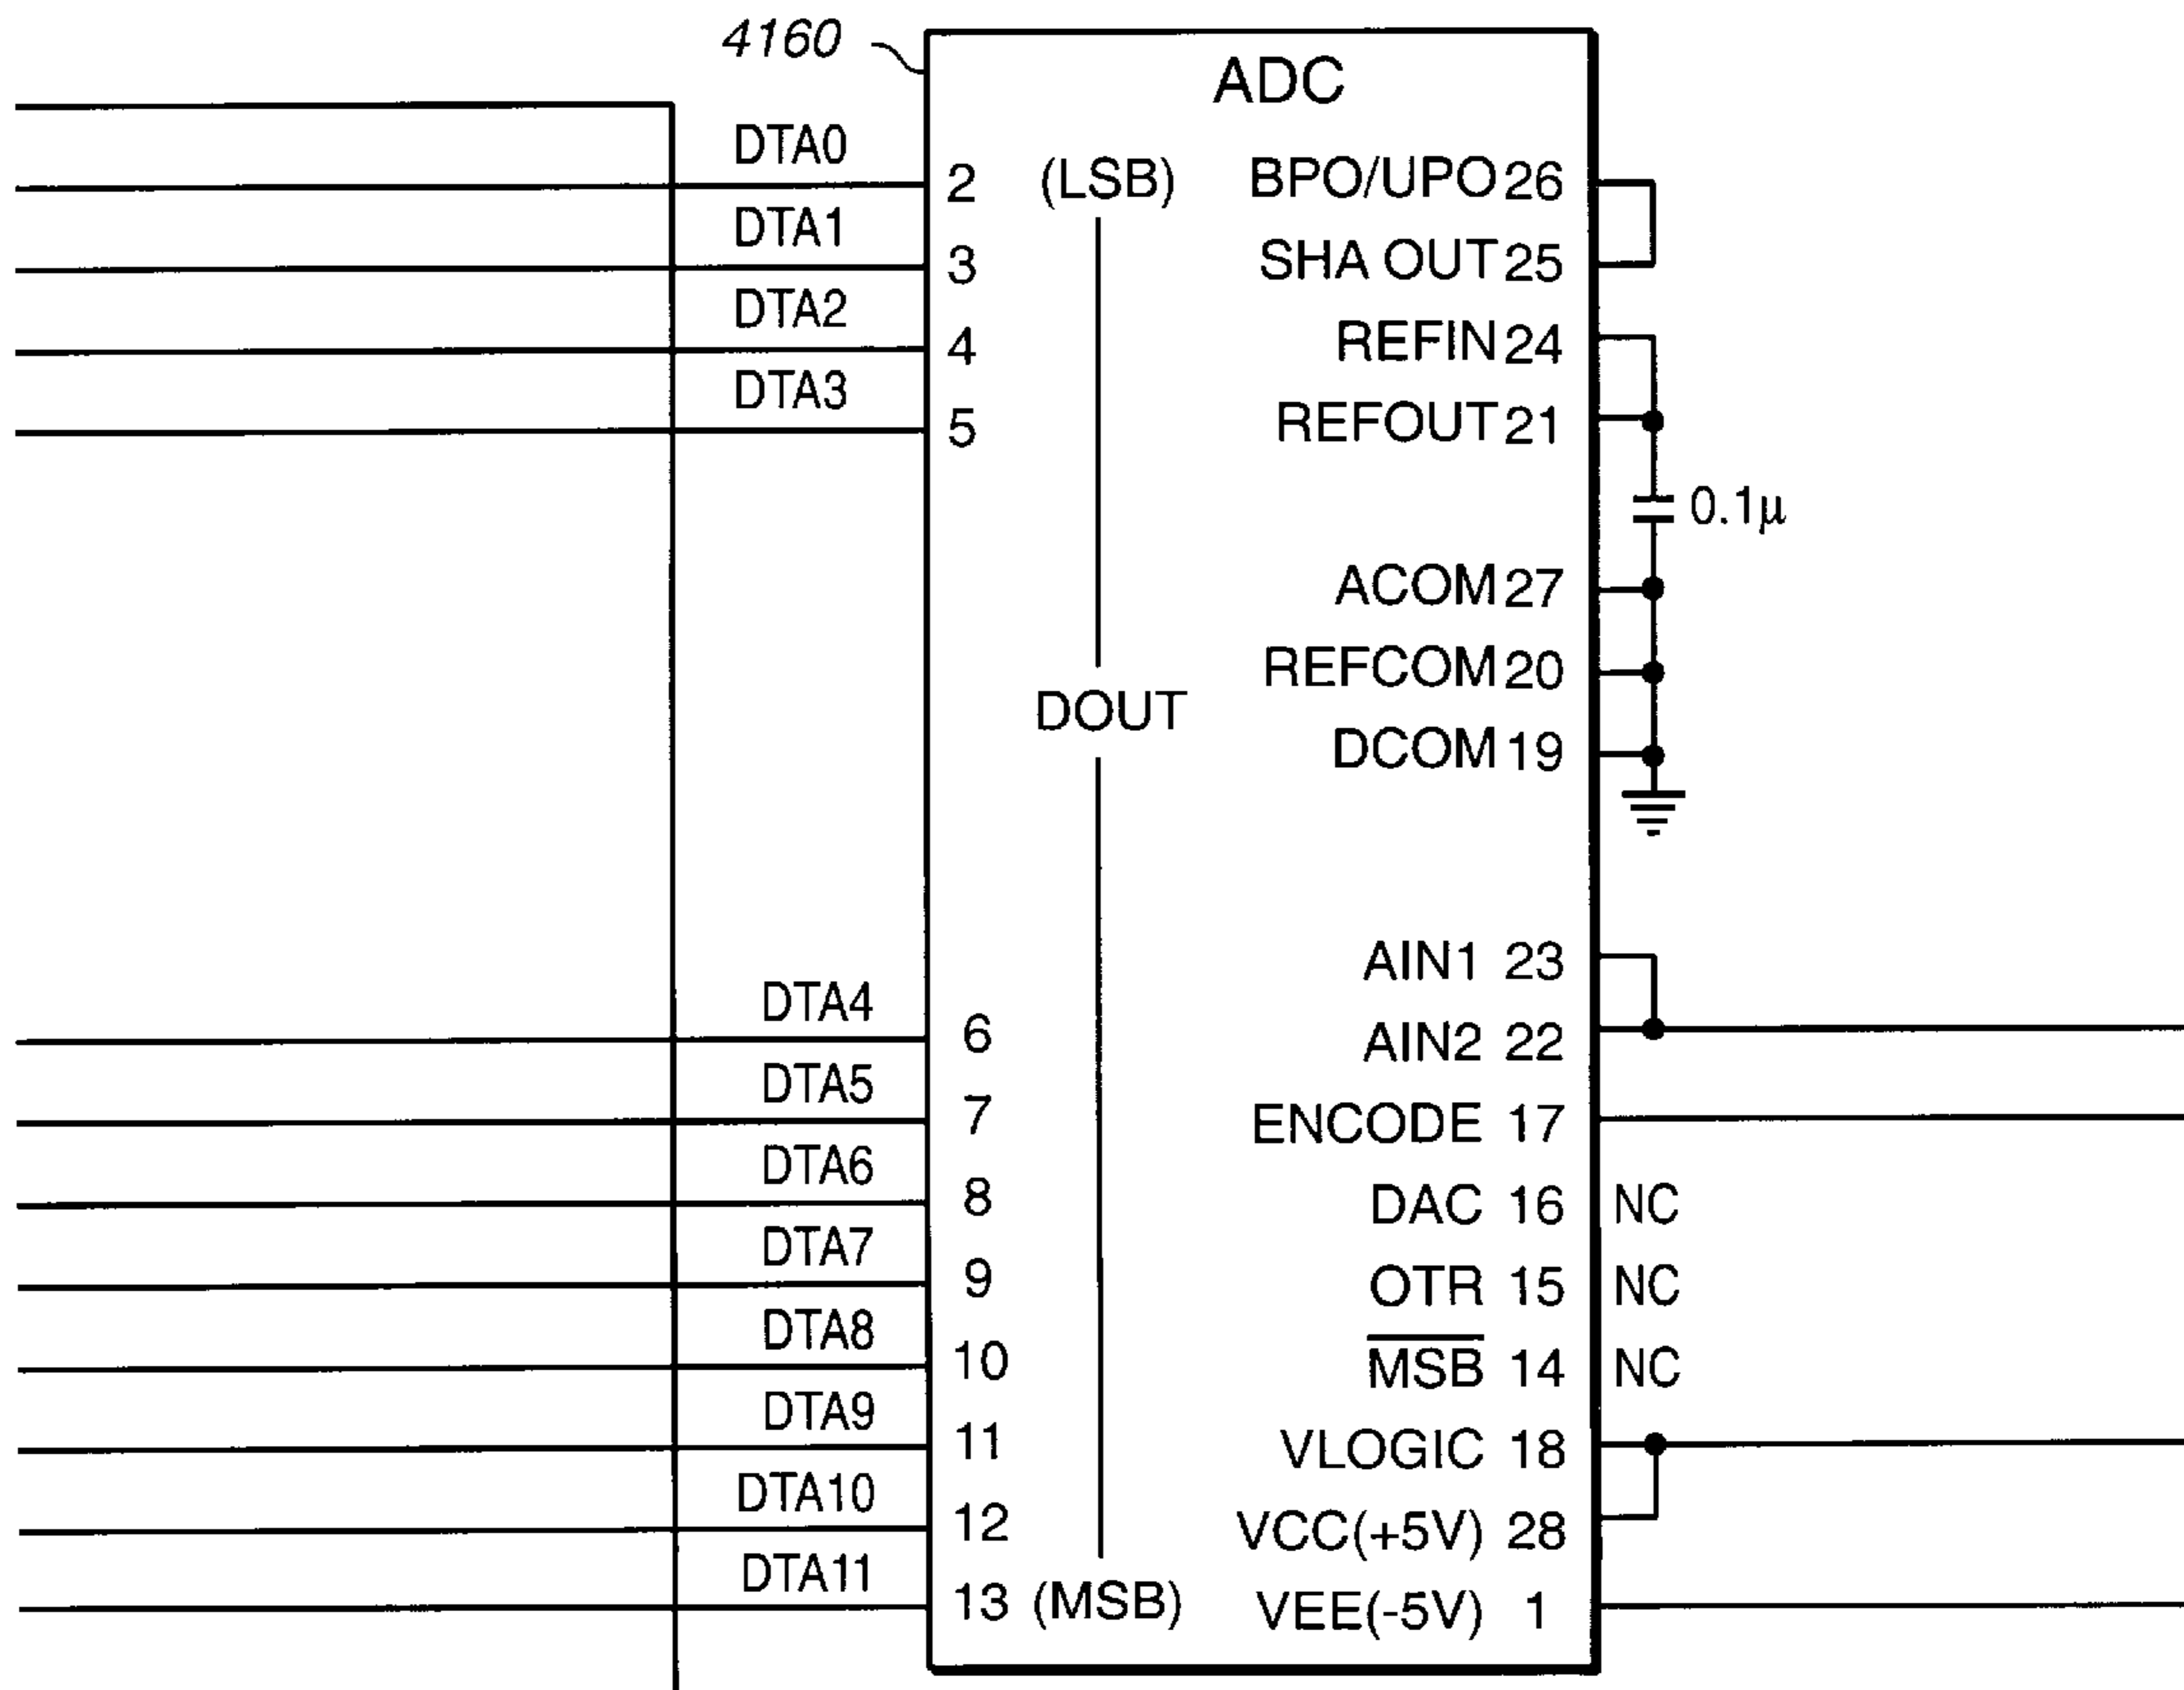 4160
ADC
DTA0
2 (LSB) BPO/UPO 26
DTA1
3 SHA OUT 25
DTA2
4 REFIN 24
DTA3
5 REFOUT 21
0.1µ
ACOM 27
REFCOM 20
DOUT
DCOM 19
AIN1 23
DTA4
6 AIN2 22
DTA5
7 ENCODE 17
DTA6
8 DAC 16 NC
DTA7
9 OTR 15 NC
DTA8
10 M̅S̅B̅ 14 NC
DTA9
11 VLOGIC 18
DTA10
12 VCC(+5V) 28
DTA11
13 (MSB) VEE(-5V) 1